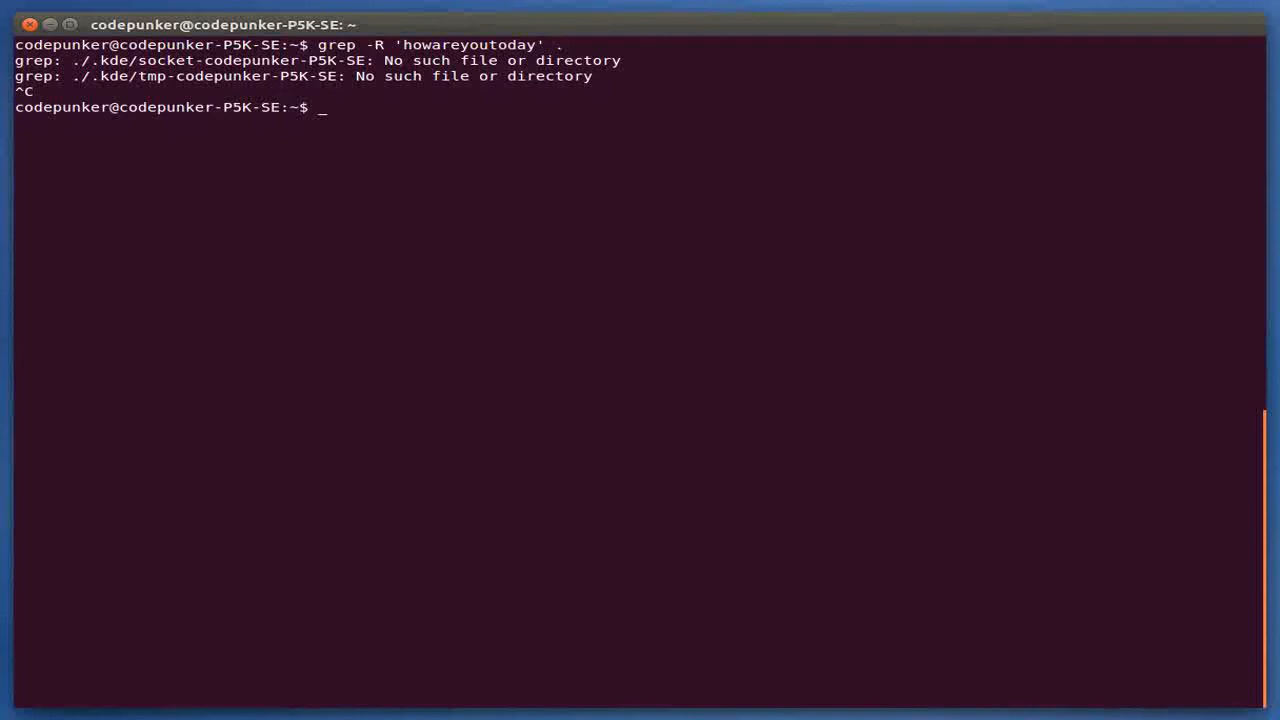 codepunker@codepunker-P5K-SE: ~
codepunker@codepunker-P5K-SE:~$ grep -R 'howareyoutoday' .
grep: ./.kde/socket-codepunker-P5K-SE: No such file or directory
grep: ./.kde/tmp-codepunker-P5K-SE: No such file or directory
^C
codepunker@codepunker-P5K-SE:~$ _